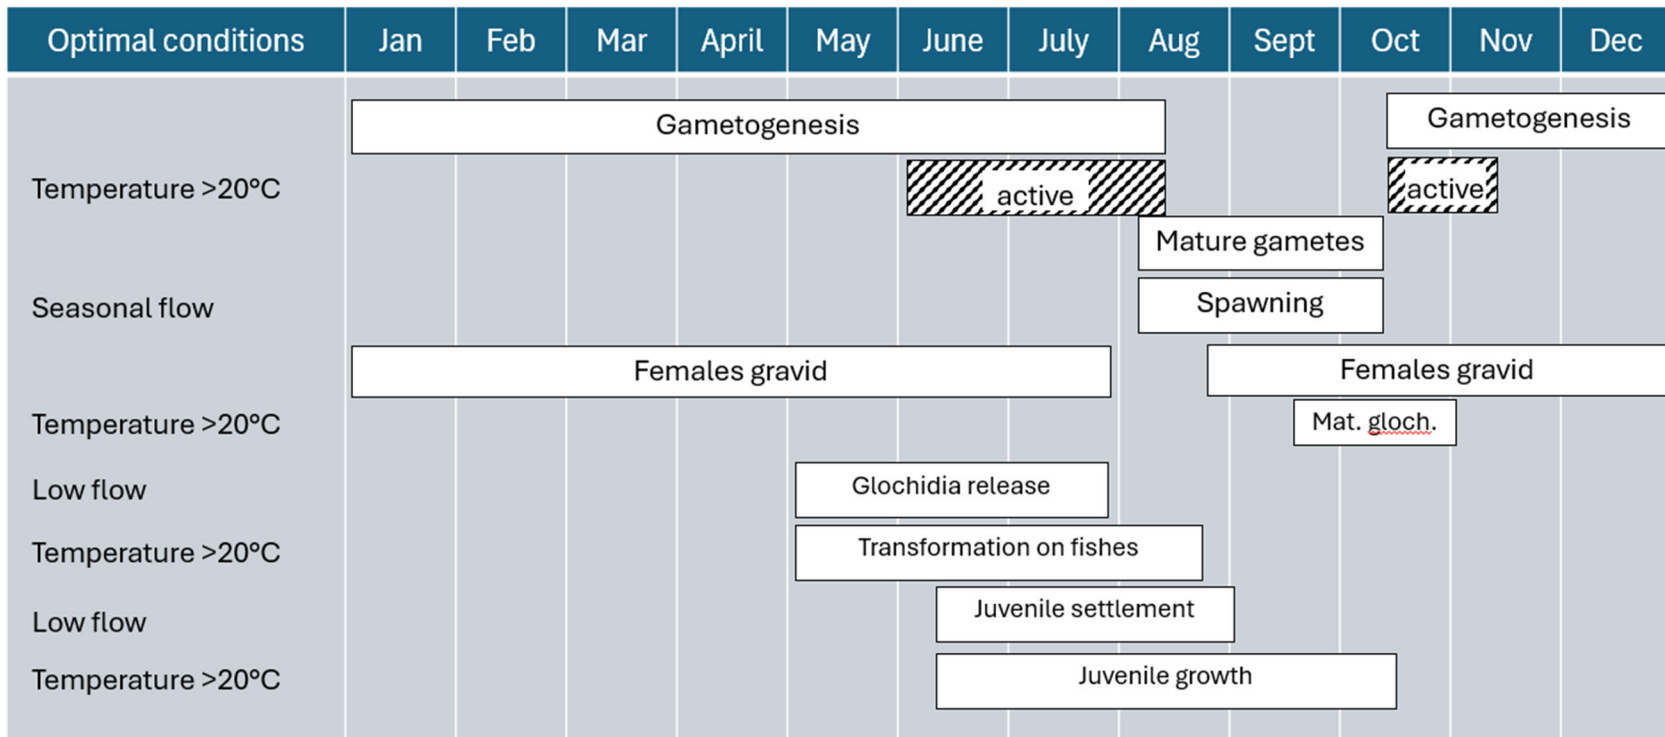 Optimal conditions Jan Feb Mar April May June July Aug Sept Oct Nov Dec
Gametogenesis Gametogenesis
Temperature >20°C active active
Mature gametes
Seasonal flow Spawning
Females gravid Females gravid
Temperature >20°C Mat. gloch.
Low flow Glochidia release
Temperature >20°C Transformation on fishes
Low flow Juvenile settlement
Temperature >20°C Juvenile growth